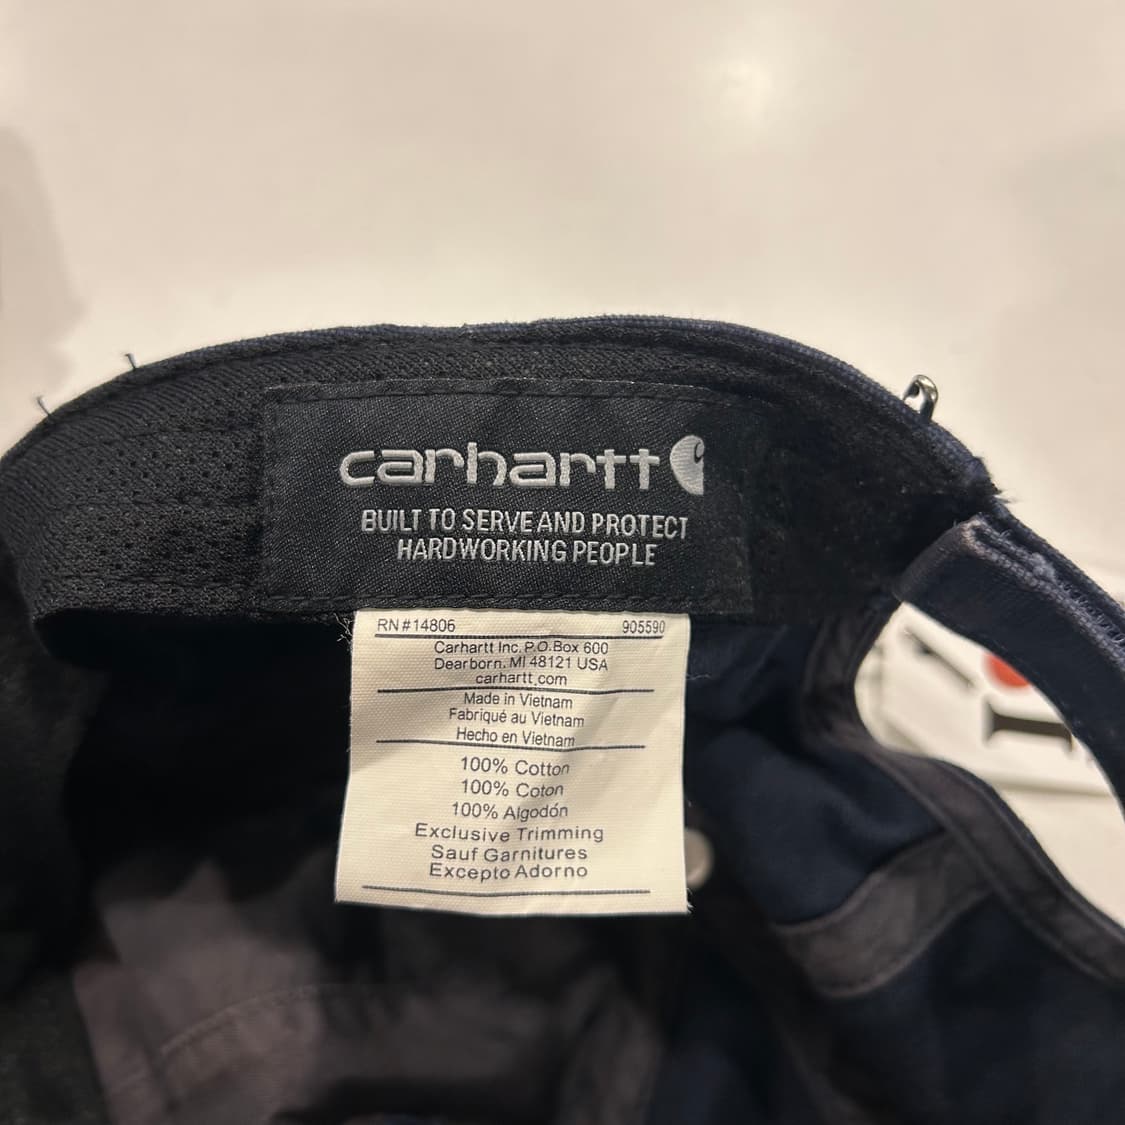 carhartt
BUILT TO SERVE AND PROTECT
HARDWORKING PEOPLE
RN#14806 905590
Carhartt Inc. P.O.Box 600
Dearborn. MI 48121 USA
carhartt.com
Made in Vietnam
Fabriqué au Vietnam
Hecho en Vietnam
100% Cotton
100% Coton
100% Algodón
Exclusive Trimming
Sauf Garnitures
Excepto Adorno